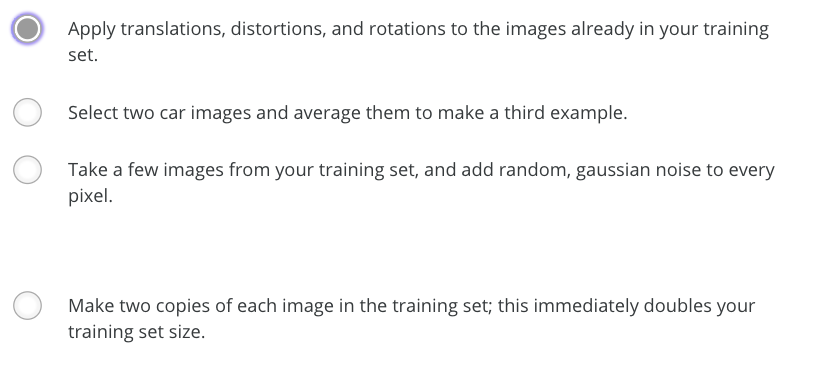 Apply translations, distortions, and rotations to the images already in your training
set.
Select two car images and average them to make a third example.
Take a few images from your training set, and add random, gaussian noise to every
pixel.
Make two copies of each image in the training set; this immediately doubles your
training set size.